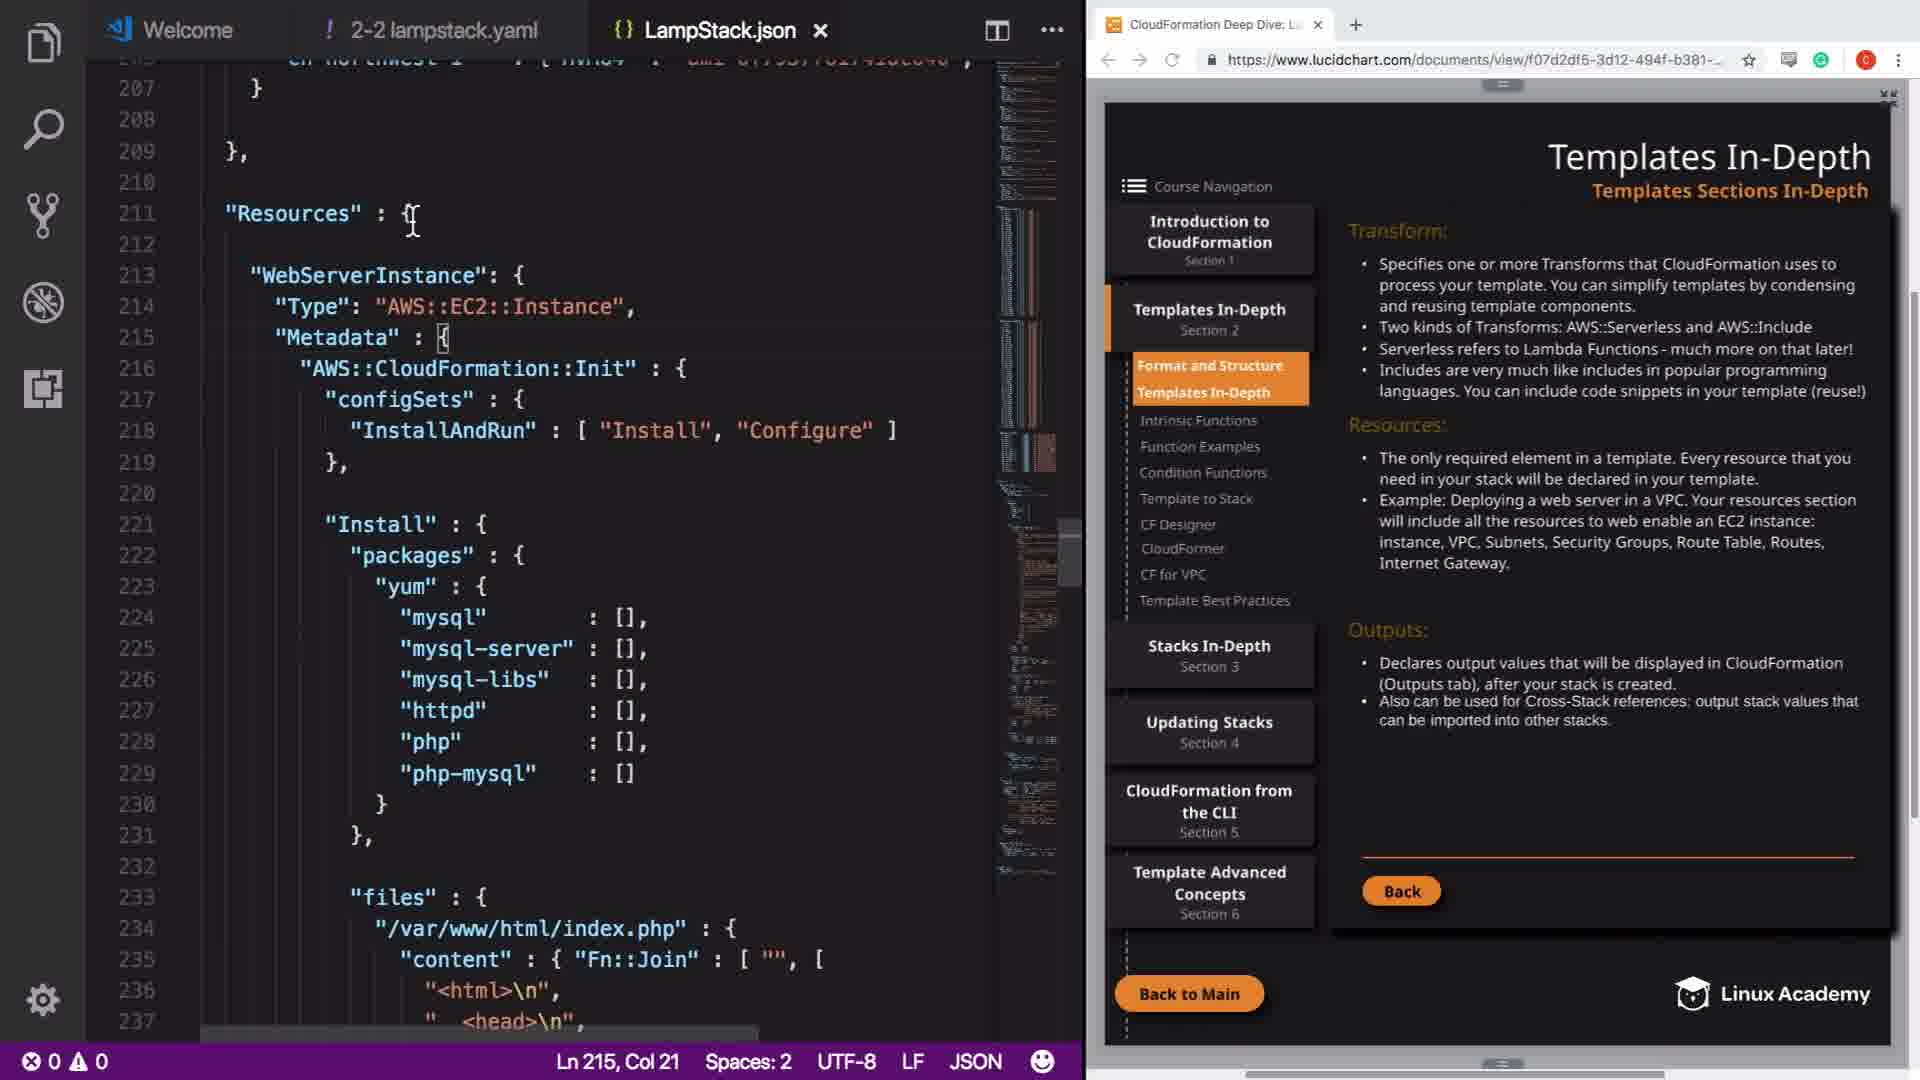 Welcome
! 2-2 lampstack.yaml
{} LampStack.json ×
207 }
208
209 },
210
211 "Resources" : {
212
213 "WebServerInstance": {
214 "Type": "AWS::EC2::Instance",
215 "Metadata" : {
216 "AWS::CloudFormation::Init" : {
217 "configSets" : {
218 "InstallAndRun" : [ "Install", "Configure" ]
219 },
220
221 "Install" : {
222 "packages" : {
223 "yum" : {
224 "mysql" : [],
225 "mysql-server" : [],
226 "mysql-libs" : [],
227 "httpd" : [],
228 "php" : [],
229 "php-mysql" : []
230 }
231 },
232
233 "files" : {
234 "/var/www/html/index.php" : {
235 "content" : { "Fn::Join" : [ "", [
236 "<html>\n",
237 " <head>\n",
0 0
Ln 215, Col 21
Spaces: 2
UTF-8
LF
JSON
CloudFormation Deep Dive: L
https://www.lucidchart.com/documents/view/f07d2df5-3d12-494f-b381-...
C
Templates In-Depth
Templates Sections In-Depth
Course Navigation
Introduction to
CloudFormation
Section 1
Templates In-Depth
Section 2
Format and Structure
Templates In-Depth
Intrinsic Functions
Function Examples
Condition Functions
Template to Stack
CF Designer
CloudFormer
CF for VPC
Template Best Practices
Stacks In-Depth
Section 3
Updating Stacks
Section 4
CloudFormation from
the CLI
Section 5
Template Advanced
Concepts
Section 6
Back to Main
Transform:
• Specifies one or more Transforms that CloudFormation uses to
process your template. You can simplify templates by condensing
and reusing template components.
• Two kinds of Transforms: AWS::Serverless and AWS::Include
• Serverless refers to Lambda Functions - much more on that later!
• Includes are very much like includes in popular programming
languages. You can include code snippets in your template (reuse!)
Resources:
• The only required element in a template. Every resource that you
need in your stack will be declared in your template.
• Example: Deploying a web server in a VPC. Your resources section
will include all the resources to web enable an EC2 instance:
instance, VPC, Subnets, Security Groups, Route Table, Routes,
Internet Gateway.
Outputs:
• Declares output values that will be displayed in CloudFormation
(Outputs tab), after your stack is created.
• Also can be used for Cross-Stack references: output stack values that
can be imported into other stacks.
Back
Linux Academy